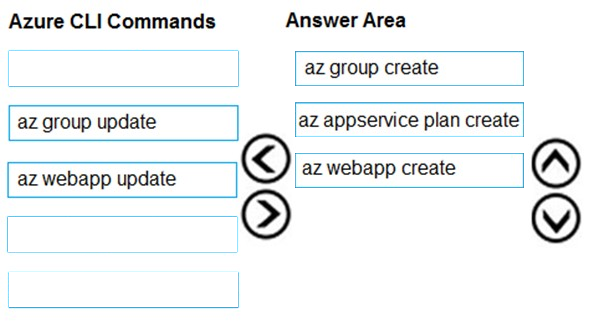 Azure CLI Commands
Answer Area
az group create
az group update
az appservice plan create
az webapp update
az webapp create